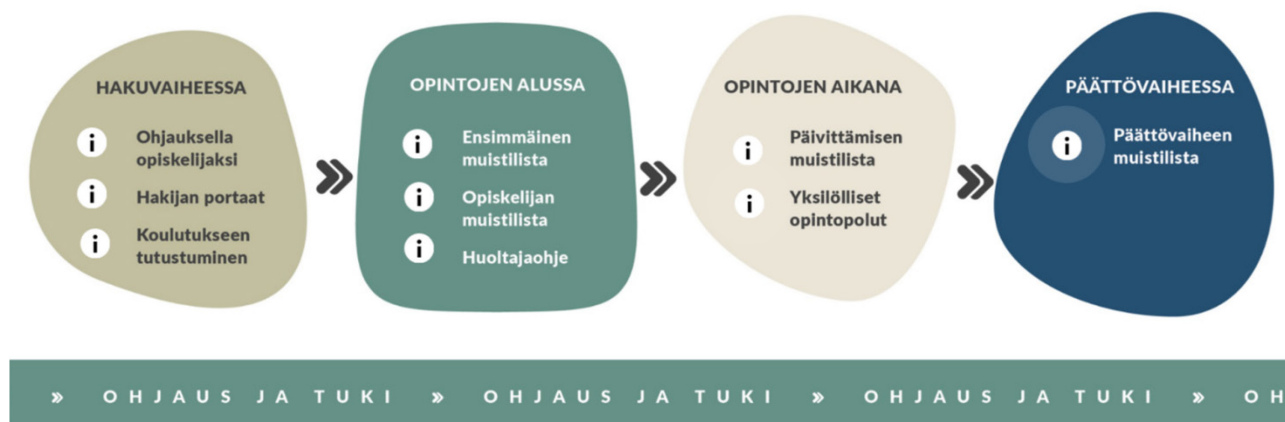 HAKUVAIHEESSA
i Ohjauksella
opiskelijaksi
i Hakijan portaat
i Koulutukseen
tutustuminen
OPINTOJEN ALUSSA
i Ensimmäinen
muistilista
i Opiskelijan
muistilista
i Huoltajaohje
OPINTOJEN AIKANA
i Päivittämisen
muistilista
i Yksilölliset
opintopolut
PÄÄTTÖVAIHEESSA
i Päättövaiheen
muistilista
» OHJAUS JA TUKI » OHJAUS JA TUKI » OHJAUS JA TUKI » OH